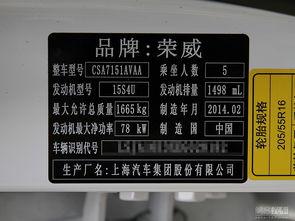 品牌:荣威
整车型号 CSA7151AVAA 乘坐人数 5
发动机型号 15S4U 发动机排量 1498 mL
最大允许总质量 1665 kg 制造年月 2014.02
发动机最大净功率 78 kW 制造国 中国
车辆识别代号
生产厂名:上海汽车集团股份有限公司
轮胎规格
205/55R16